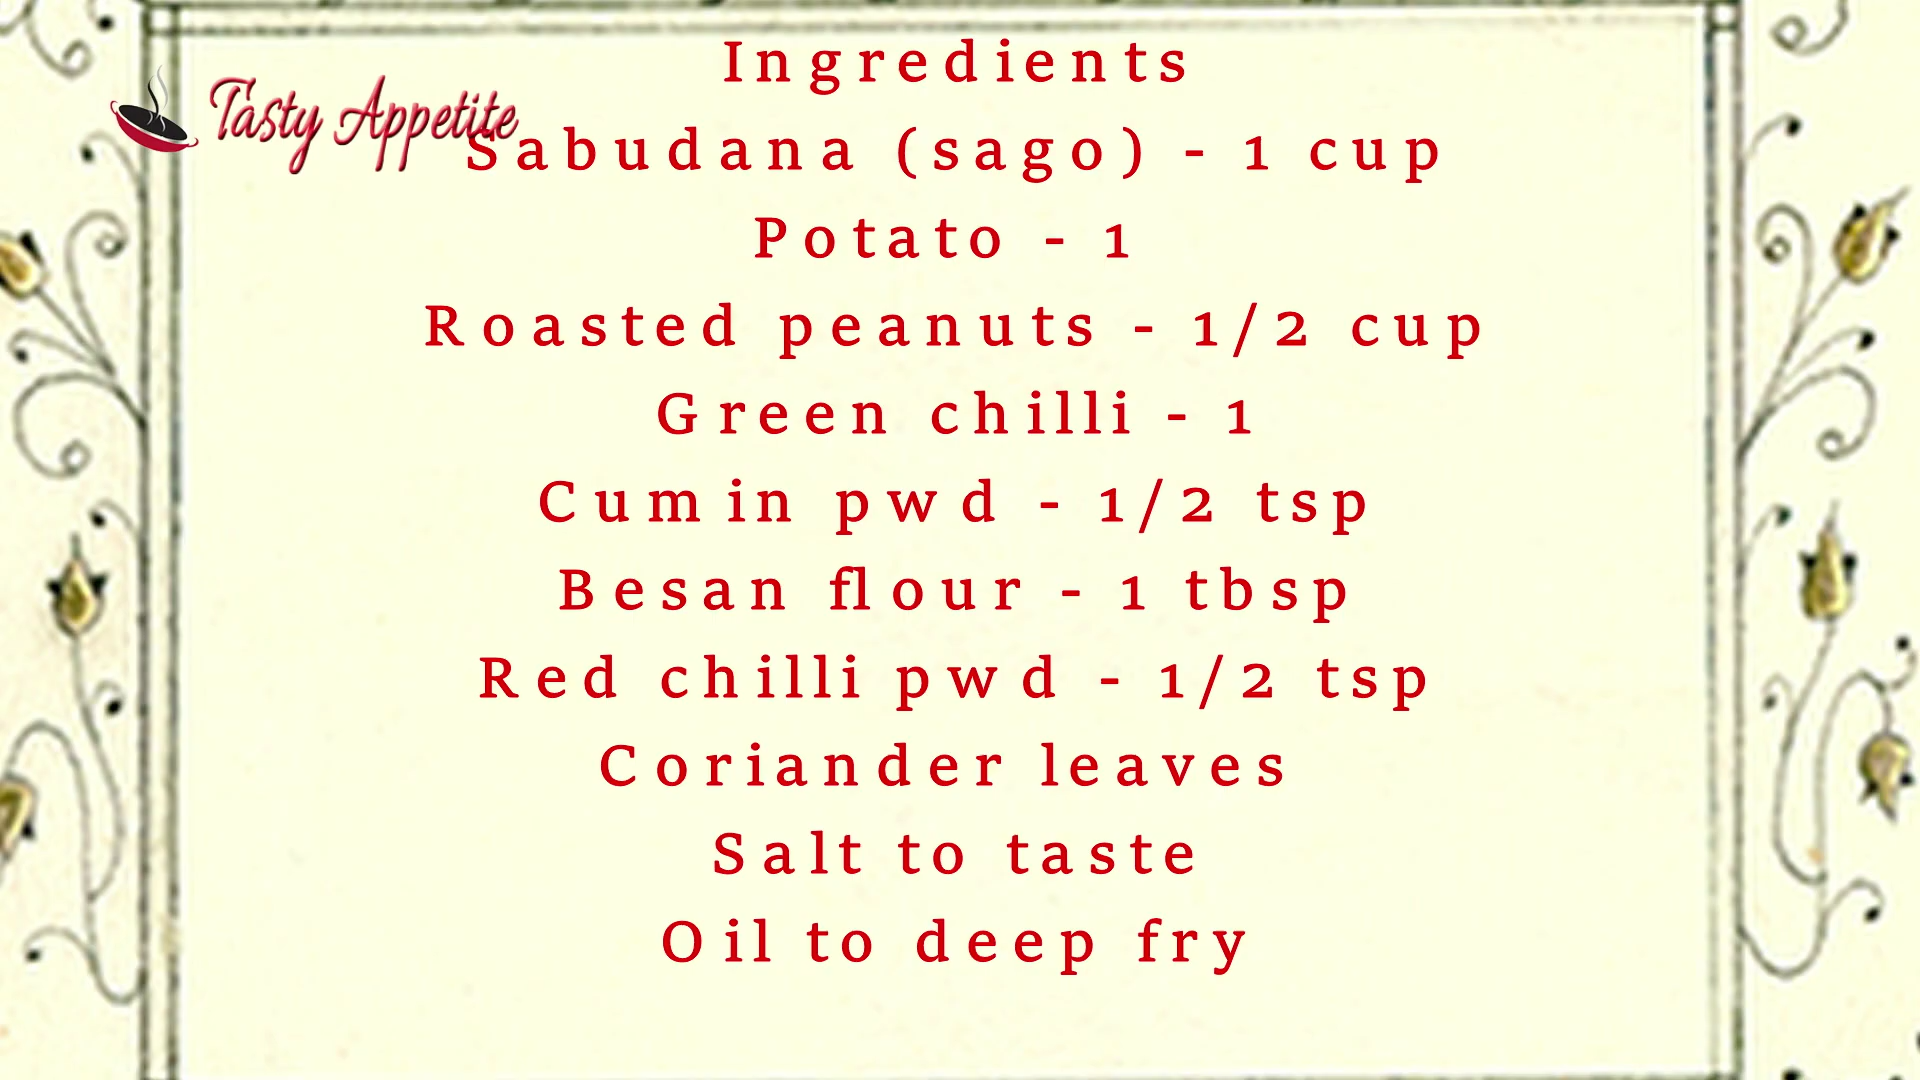 Ingredients
Tasty Appetite
Sabudana (sago) - 1 cup
Potato - 1
Roasted peanuts - 1/2 cup
Green chilli - 1
Cumin pwd - 1/2 tsp
Besan flour - 1 tbsp
Red chilli pwd - 1/2 tsp
Coriander leaves
Salt to taste
Oil to deep fry